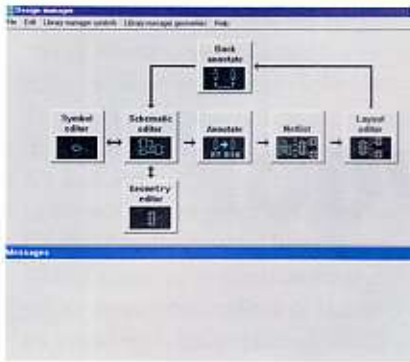 Design manager
File Edit Library manager symbols Library manager geometries Help
Back
annotate
Symbol
editor
Schematic
editor
Annotate
Netlist
Layout
editor
Geometry
editor
Messages